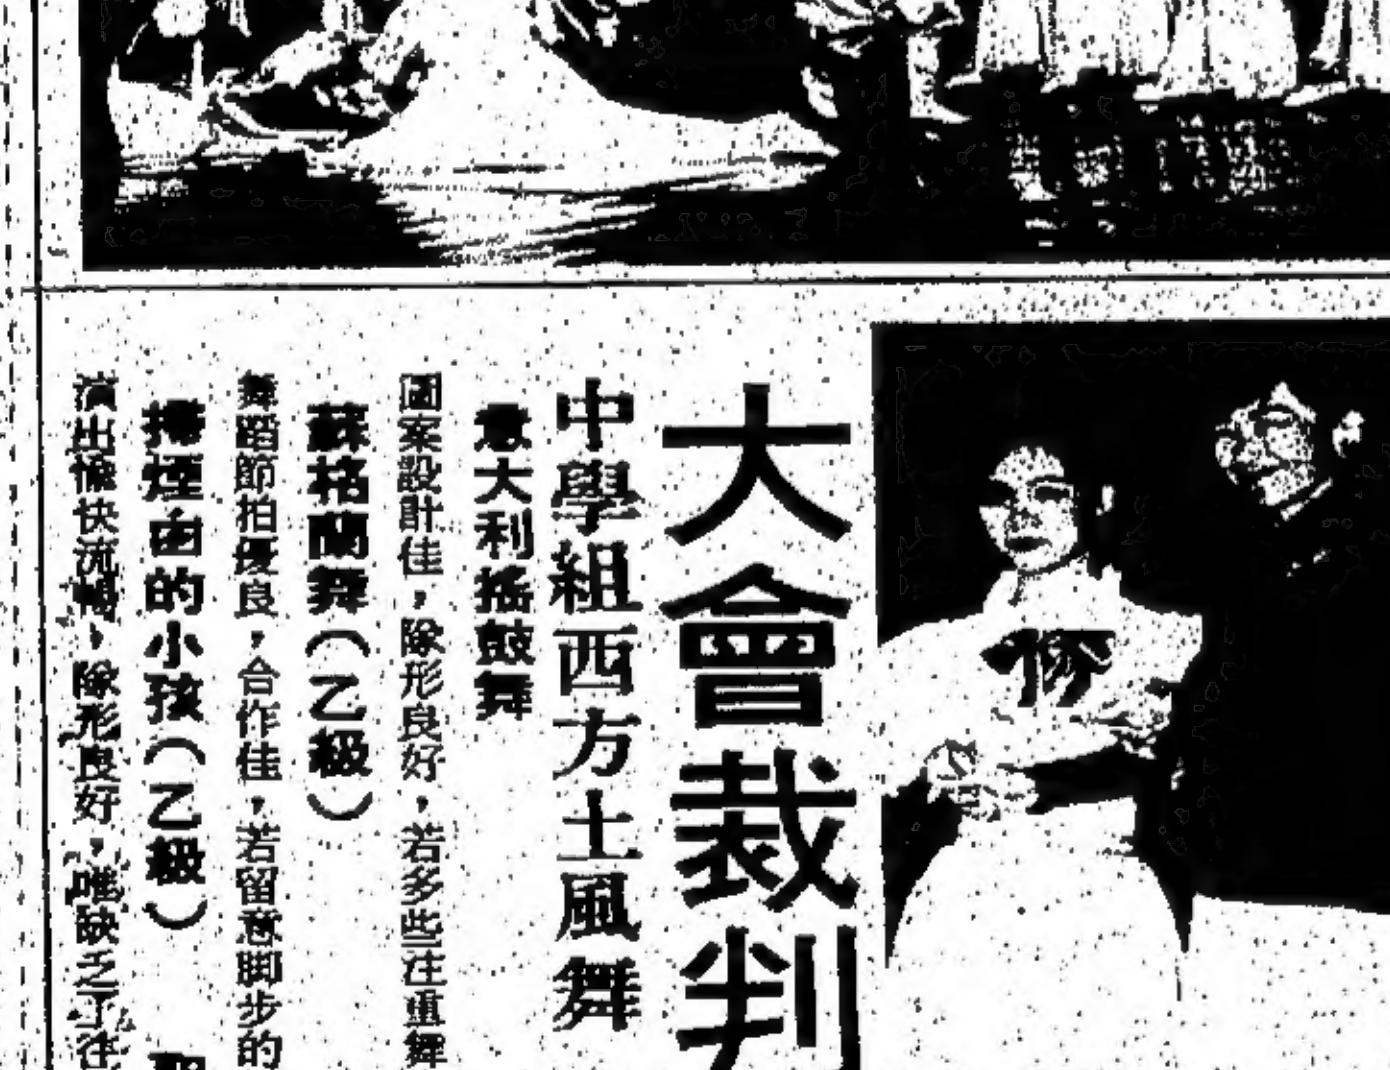 大會裁判
中學組西方土風舞
意大利搖鼓舞
圖案設計佳，隊形良好，若多些注重舞
蘇格蘭舞（乙級）
舞蹈節拍優良，合作佳，若留意脚步的
掃煙囱的小孩（乙級）
演出愉快流暢，隊形良好，唯缺乏了注